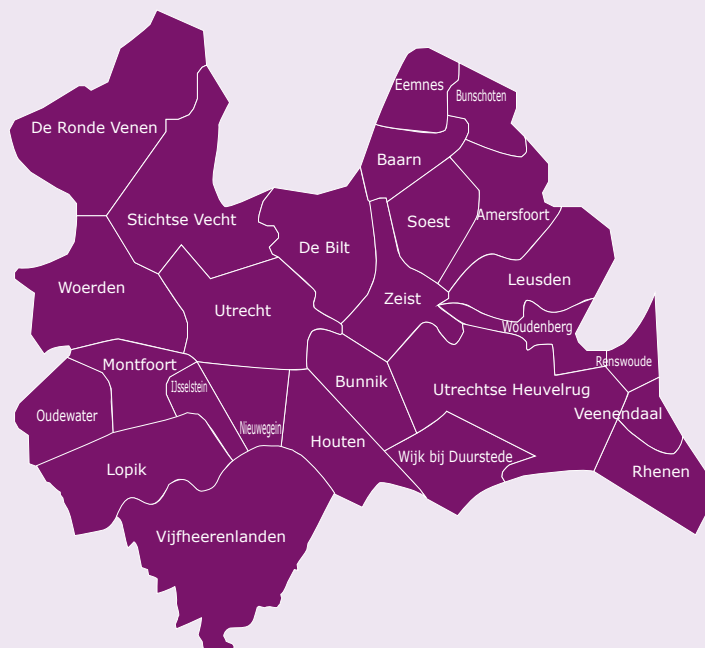 Eemnes
Bunschoten
De Ronde Venen
Baarn
Stichtse Vecht
Soest
Amersfoort
De Bilt
Leusden
Woerden
Zeist
Utrecht
Woudenberg
Renswoude
Montfoort
IJsselstein
Bunnik
Utrechtse Heuvelrug
Oudewater
Veenendaal
Nieuwegein
Houten
Wijk bij Duurstede
Lopik
Rhenen
Vijfheerenlanden